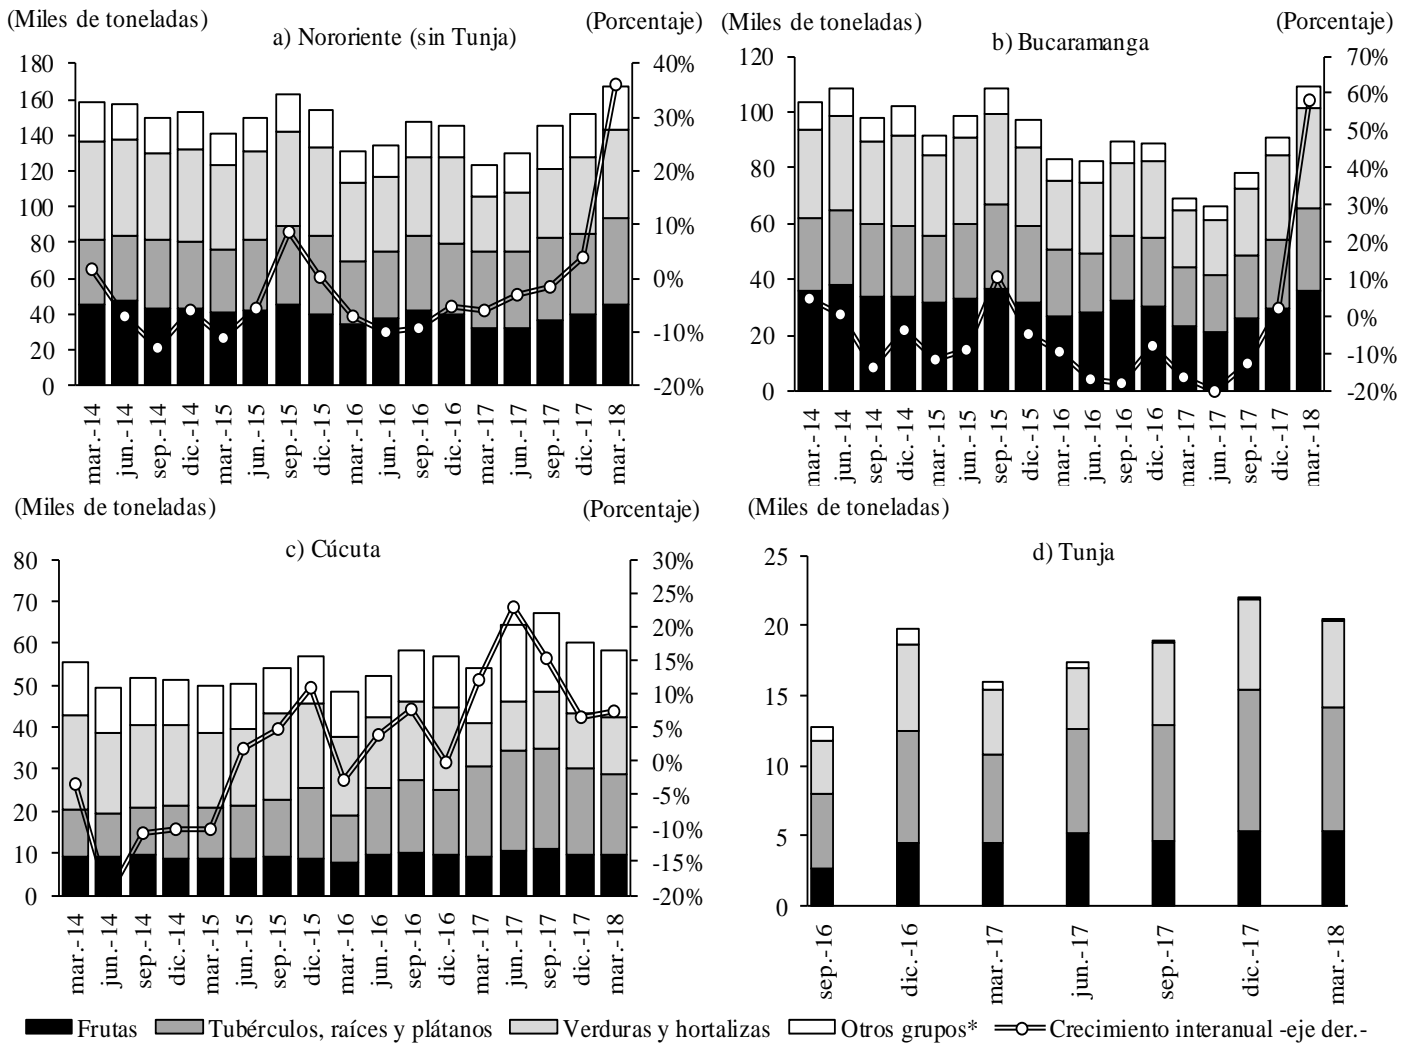 (Miles de toneladas) (Porcentaje)
a) Nororiente (sin Tunja)
180 40%
160 30%
140 20%
120
100 10%
80 0%
60
40 -10%
20
0 -20%
mar.-14 jun.-14 sep.-14 dic.-14 mar.-15 jun.-15 sep.-15 dic.-15 mar.-16 jun.-16 sep.-16 dic.-16 mar.-17 jun.-17 sep.-17 dic.-17 mar.-18
(Miles de toneladas) (Porcentaje)
b) Bucaramanga
120 70%
100 60%
50%
80 40%
30%
60 20%
40 10%
0%
20 -10%
0 -20%
mar.-14 jun.-14 sep.-14 dic.-14 mar.-15 jun.-15 sep.-15 dic.-15 mar.-16 jun.-16 sep.-16 dic.-16 mar.-17 jun.-17 sep.-17 dic.-17 mar.-18
(Miles de toneladas) (Porcentaje)
c) Cúcuta
80 30%
70 25%
20%
60 15%
50 10%
40 5%
0%
30 -5%
20 -10%
10 -15%
0 -20%
mar.-14 jun.-14 sep.-14 dic.-14 mar.-15 jun.-15 sep.-15 dic.-15 mar.-16 jun.-16 sep.-16 dic.-16 mar.-17 jun.-17 sep.-17 dic.-17 mar.-18
(Miles de toneladas)
d) Tunja
25
20
15
10
5
0
sep.-16 dic.-16 mar.-17 jun.-17 sep.-17 dic.-17 mar.-18
Frutas Tubérculos, raíces y plátanos Verduras y hortalizas Otros grupos* Crecimiento interanual -eje der.-